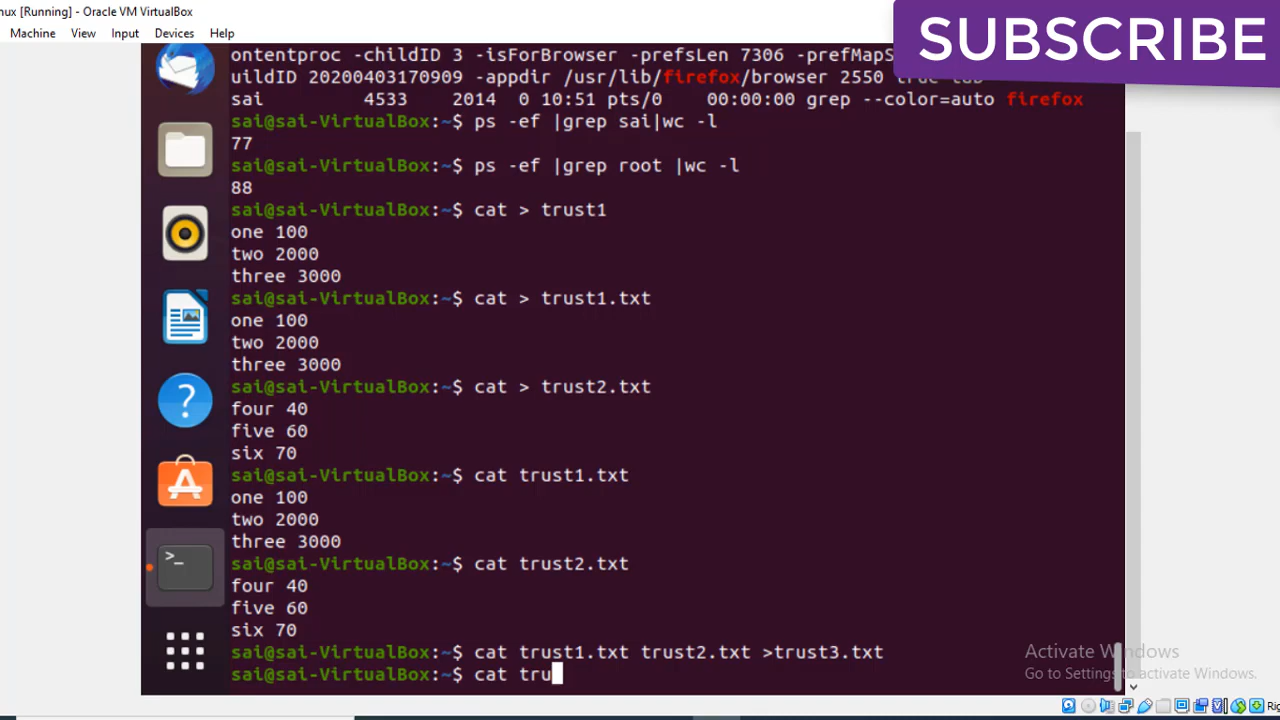 nux [Running] - Oracle VM VirtualBox
Machine View Input Devices Help
SUBSCRIBE
ontentproc -childID 3 -isForBrowser -prefsLen 7306 -prefMapS
uildID 20200403170909 -appdir /usr/lib/firefox/browser 2550 true tab
sai 4533 2014 0 10:51 pts/0 00:00:00 grep --color=auto firefox
sai@sai-VirtualBox:~$ ps -ef |grep sai|wc -l
77
sai@sai-VirtualBox:~$ ps -ef |grep root |wc -l
88
sai@sai-VirtualBox:~$ cat > trust1
one 100
two 2000
three 3000
sai@sai-VirtualBox:~$ cat > trust1.txt
one 100
two 2000
three 3000
sai@sai-VirtualBox:~$ cat > trust2.txt
four 40
five 60
six 70
sai@sai-VirtualBox:~$ cat trust1.txt
one 100
two 2000
three 3000
sai@sai-VirtualBox:~$ cat trust2.txt
four 40
five 60
six 70
sai@sai-VirtualBox:~$ cat trust1.txt trust2.txt >trust3.txt
sai@sai-VirtualBox:~$ cat tru
Activate Windows
Go to Settings to activate Windows.
Rig